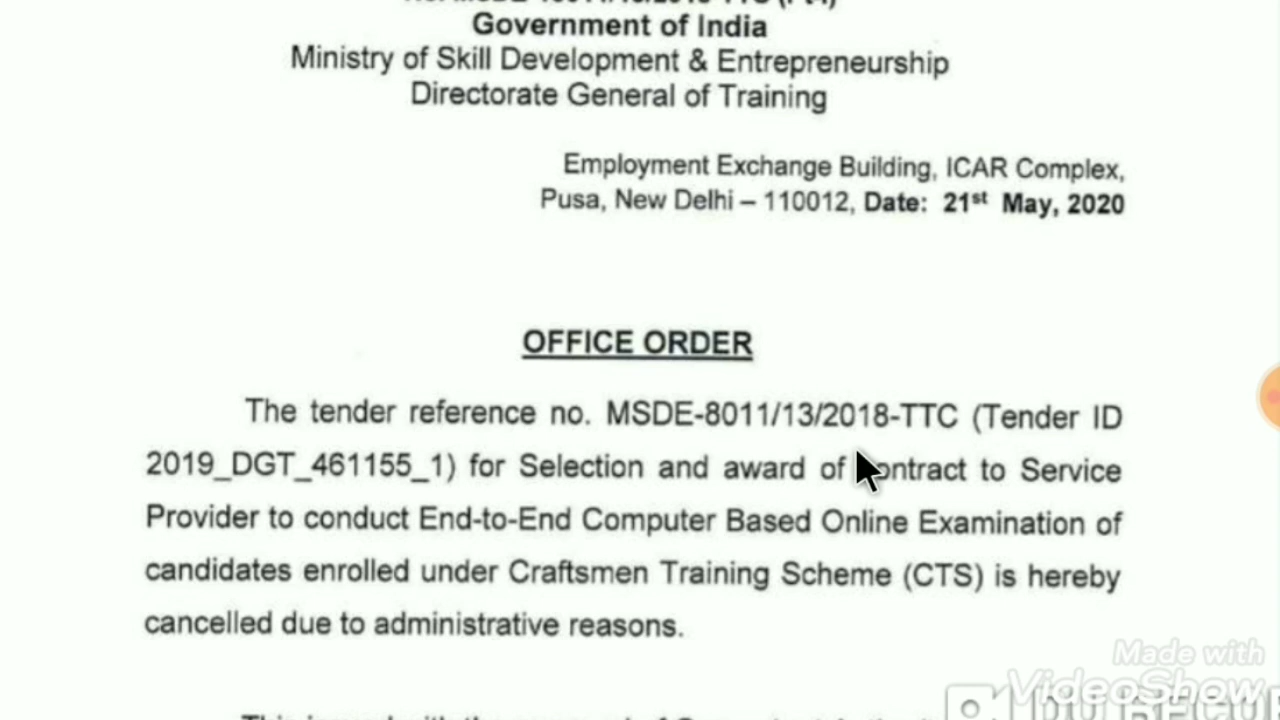 Government of India
Ministry of Skill Development & Entrepreneurship
Directorate General of Training
Employment Exchange Building, ICAR Complex,
Pusa, New Delhi – 110012, Date: 21st May, 2020
OFFICE ORDER
The tender reference no. MSDE-8011/13/2018-TTC (Tender ID
2019_DGT_461155_1) for Selection and award of ontract to Service
Provider to conduct End-to-End Computer Based Online Examination of
candidates enrolled under Craftsmen Training Scheme (CTS) is hereby
cancelled due to administrative reasons.
Made with
VideoShow